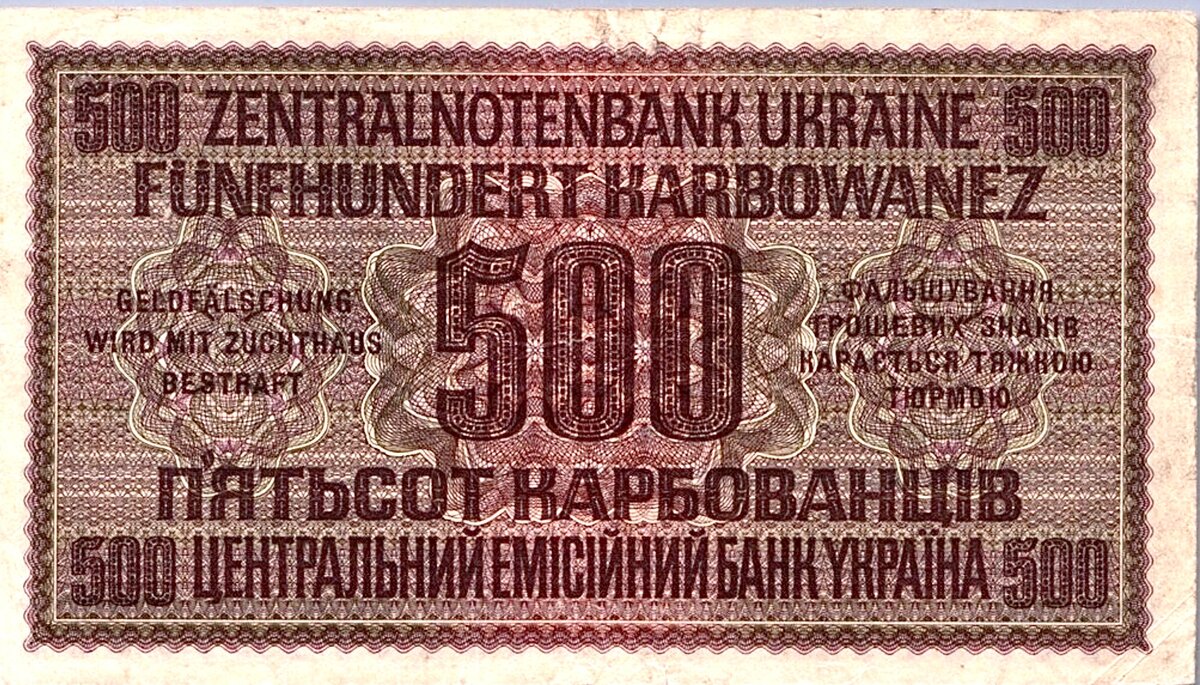 500 ZENTRALNOTENBANK UKRAINE 500
FÜNFHUNDERT KARBOWANEZ
500
GELDFÄLSCHUNG
WIRD MIT ZUCHTHAUS
BESTRAFT
ФАЛЬШУВАННЯ
ГРОШЕВИХ ЗНАКІВ
КАРАЄТЬСЯ ТЯЖКОЮ
ТЮРМОЮ
П'ЯТЬСОТ КАРБОВАНЦІВ
500 ЦЕНТРАЛЬНИЙ ЕМІСІЙНИЙ БАНК УКРАЇНА 500